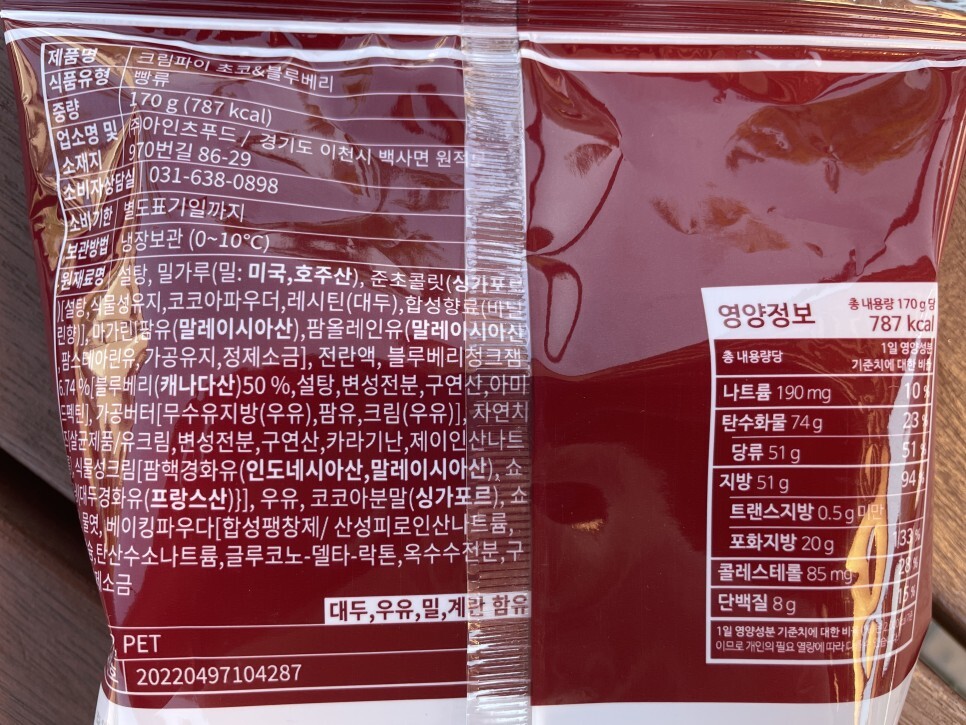 제품명 크림파이 초코&블루베리
식품유형 빵류
중량 170 g (787 kcal)
업소명 및 ㈜아인츠푸드 / 경기도 이천시 백사면
소재지 970번길 86-29
소비자상담실 031-638-0898
소비기한 별도표기일까지
보관방법 냉장보관 (0~10℃)
원재료명 설탕, 밀가루(밀: 미국,호주산), 준초콜릿(싱가포르
)[설탕,식물성유지,코코아파우더,레시틴(대두),합성향료(바닐
린향)], 마가린[팜유(말레이시아산),팜올레인유(말레이시아산)
,팜스테아린유, 가공유지,정제소금], 전란액, 블루베리청크잼
6.74 %[블루베리(캐나다산)50 %,설탕,변성전분,구연산,아미
드펙틴], 가공버터[무수유지방(우유),팜유,크림(우유)], 자연치
살균제품/유크림,변성전분,구연산,카라기난,제이인산나트
식물성크림[팜핵경화유(인도네시아산,말레이시아산), 쇼
대두경화유(프랑스산)}], 우유, 코코아분말(싱가포르), 쇼
물엿, 베이킹파우다[합성팽창제/ 산성피로인산나트륨,
탄산수소나트륨,글루코노-델타-락톤,옥수수전분,구
제소금
대두,우유,밀,계란 함유
PET
20220497104287
영양정보 총 내용량 170 g 당
787 kcal
총 내용량당 1일 영양성분
기준치에 대한 비율
나트륨 190 mg 10 %
탄수화물 74 g 23 %
당류 51 g 51 %
지방 51 g 94 %
트랜스지방 0.5 g 미만
포화지방 20 g 133 %
콜레스테롤 85 mg 28 %
단백질 8 g 15 %
1일 영양성분 기준치에 대한
이므로 개인의 필요 열량에 따라